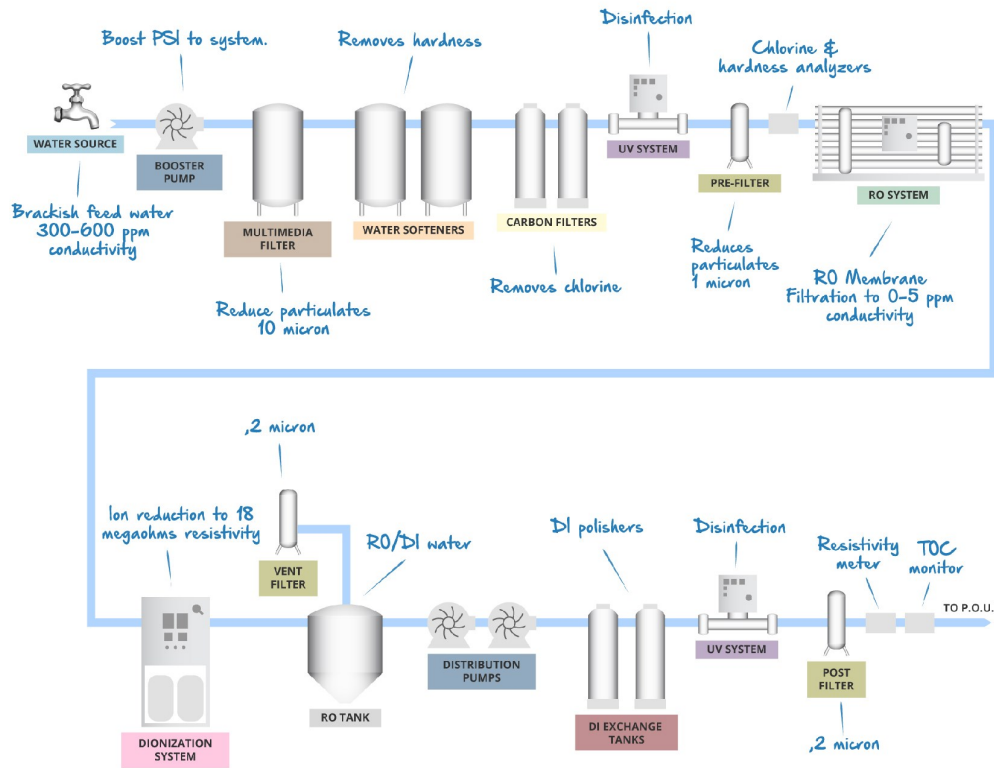 Boost PSI to system.
Removes hardness
Disinfection
Chlorine &
hardness analyzers
WATER SOURCE
BOOSTER
PUMP
MULTIMEDIA
FILTER
WATER SOFTENERS
CARBON FILTERS
UV SYSTEM
PRE-FILTER
RO SYSTEM
Brackish feed water
300-600 ppm
conductivity
Reduce particulates
10 micron
Removes chlorine
Reduces
particulates
1 micron
RO Membrane
Filtration to 0-5 ppm
conductivity
,2 micron
Ion reduction to 18
megaohms resistivity
RO/DI water
DI polishers
Disinfection
Resistivity
meter
TOC
monitor
VENT
FILTER
TO P.O.U.
DISTRIBUTION
PUMPS
UV SYSTEM
POST
FILTER
RO TANK
DI EXCHANGE
TANKS
DIONIZATION
SYSTEM
,2 micron